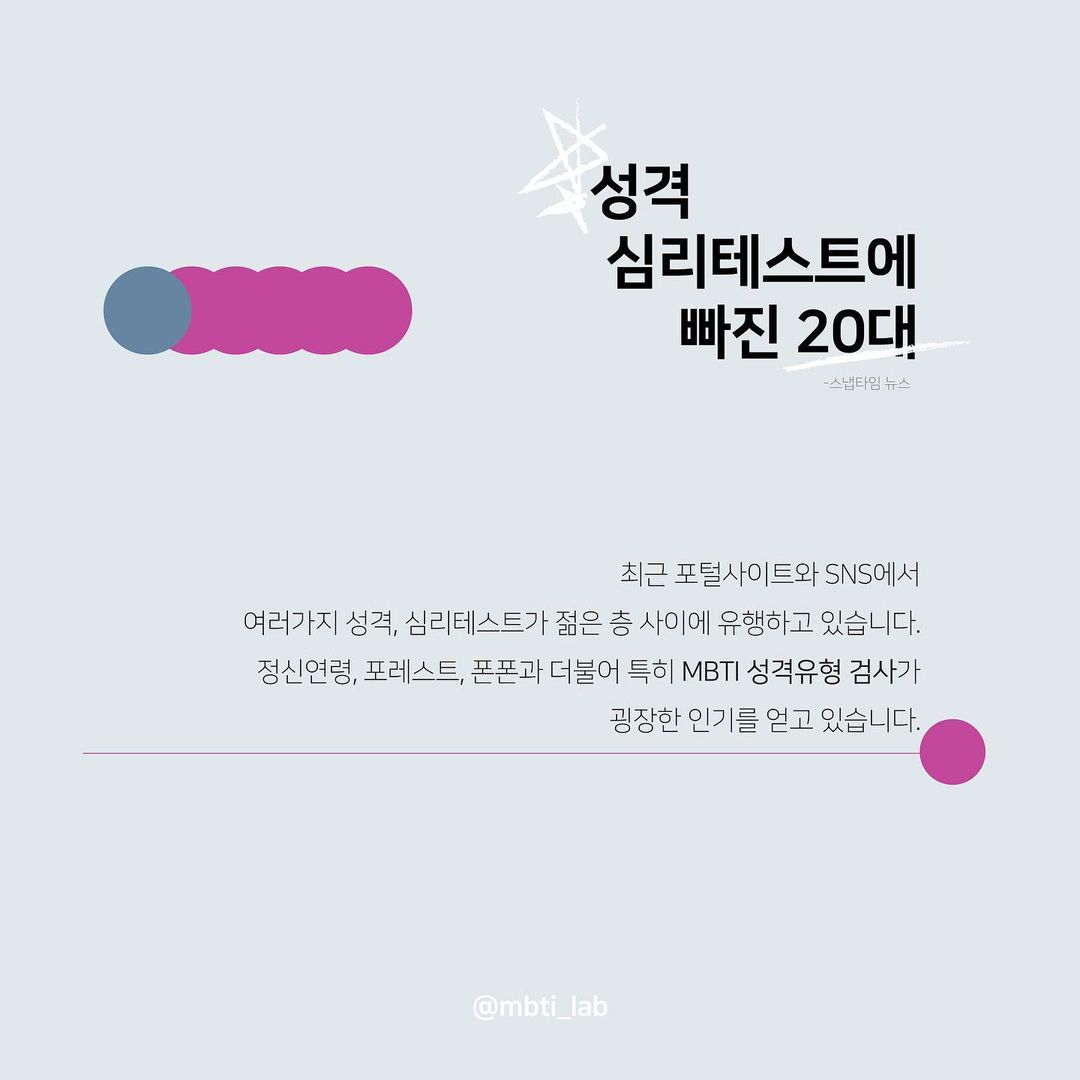 성격
심리테스트에
빠진 20대
-스냅타임 뉴스
최근 포털사이트와 SNS에서
여러가지 성격, 심리테스트가 젊은 층 사이에 유행하고 있습니다.
정신연령, 포레스트, 폰폰과 더불어 특히 MBTI 성격유형 검사가
굉장한 인기를 얻고 있습니다.
@mbti_lab